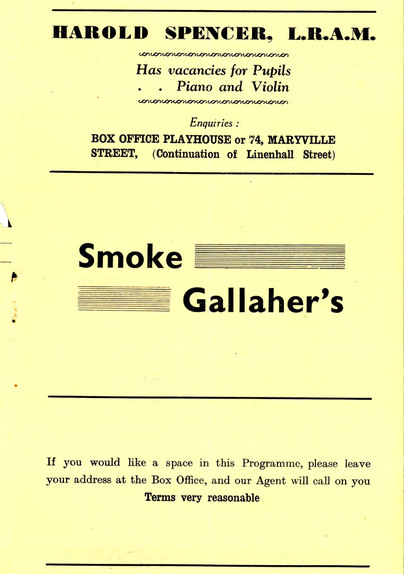 HAROLD SPENCER, L.R.A.M.
Has vacancies for Pupils
. . Piano and Violin
Enquiries :
BOX OFFICE PLAYHOUSE or 74, MARYVILLE
STREET, (Continuation of Linenhall Street)
Smoke
Gallaher's
If you would like a space in this Programme, please leave
your address at the Box Office, and our Agent will call on you
Terms very reasonable